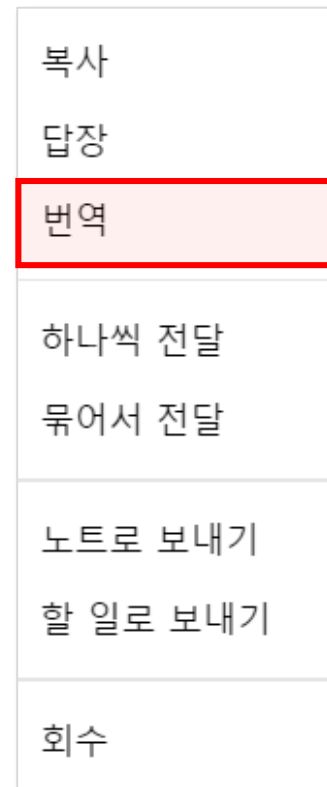 복사
답장
번역
하나씩 전달
묶어서 전달
노트로 보내기
할 일로 보내기
회수